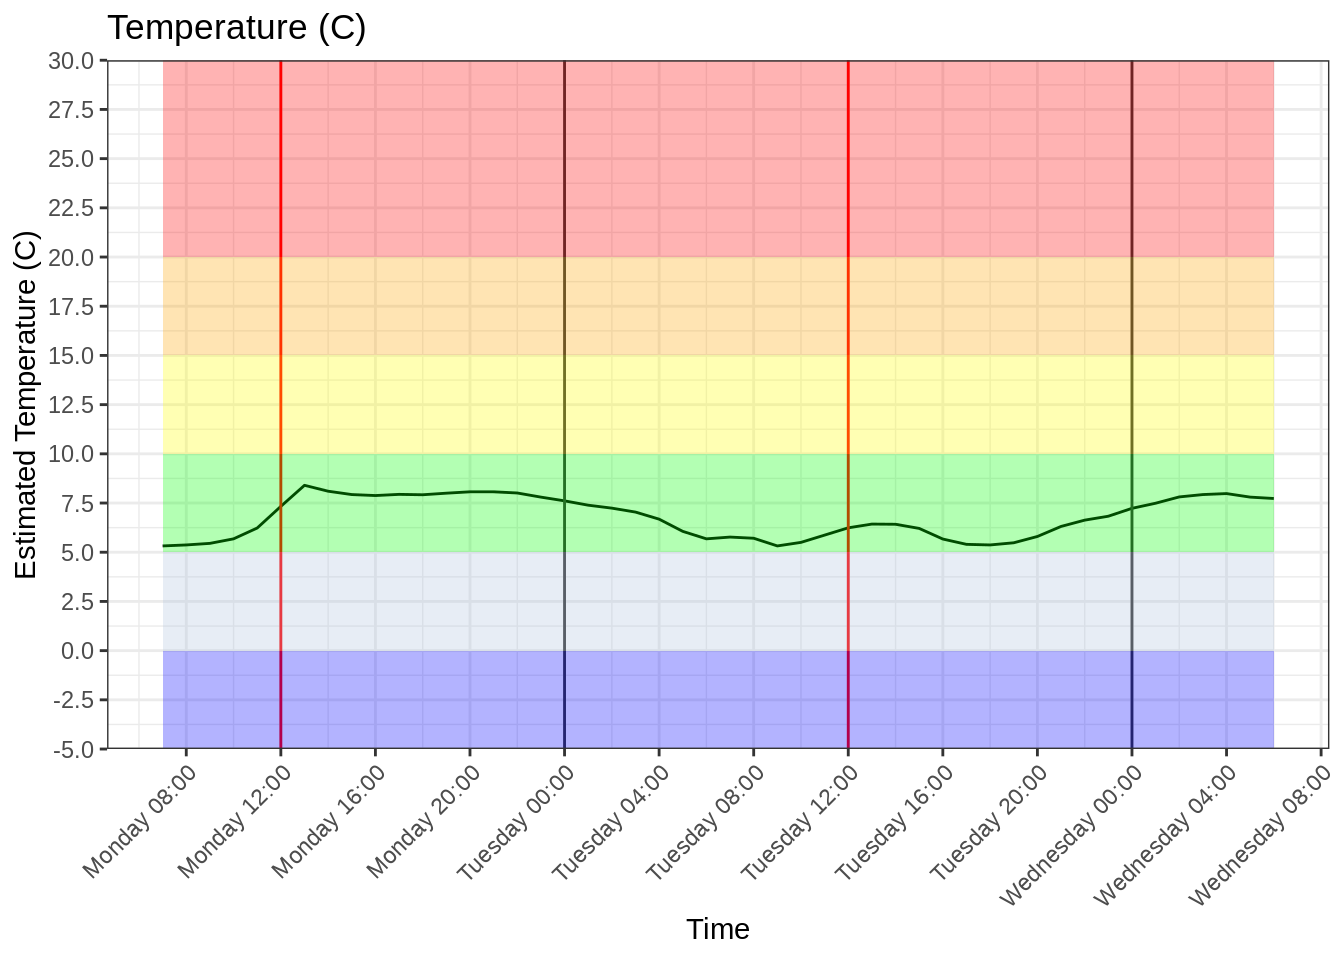 Temperature (C)
Estimated Temperature (C)
30.0
27.5
25.0
22.5
20.0
17.5
15.0
12.5
10.0
7.5
5.0
2.5
0.0
-2.5
-5.0
Monday 08:00
Monday 12:00
Monday 16:00
Monday 20:00
Tuesday 00:00
Tuesday 04:00
Tuesday 08:00
Tuesday 12:00
Tuesday 16:00
Tuesday 20:00
Wednesday 00:00
Wednesday 04:00
Wednesday 08:00
Time